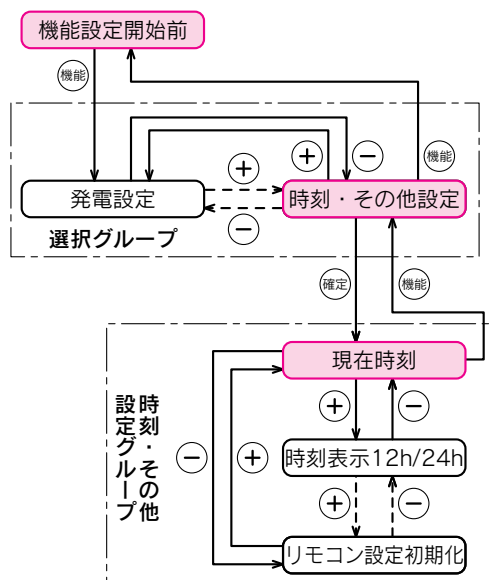 機能設定開始前
機能
＋
＋
－
機能
発電設定
時刻・その他設定
－
選択グループ
確定
機能
現在時刻
時刻・その他
設定グループ
－
＋
＋
－
時刻表示12h/24h
＋
－
リモコン設定初期化